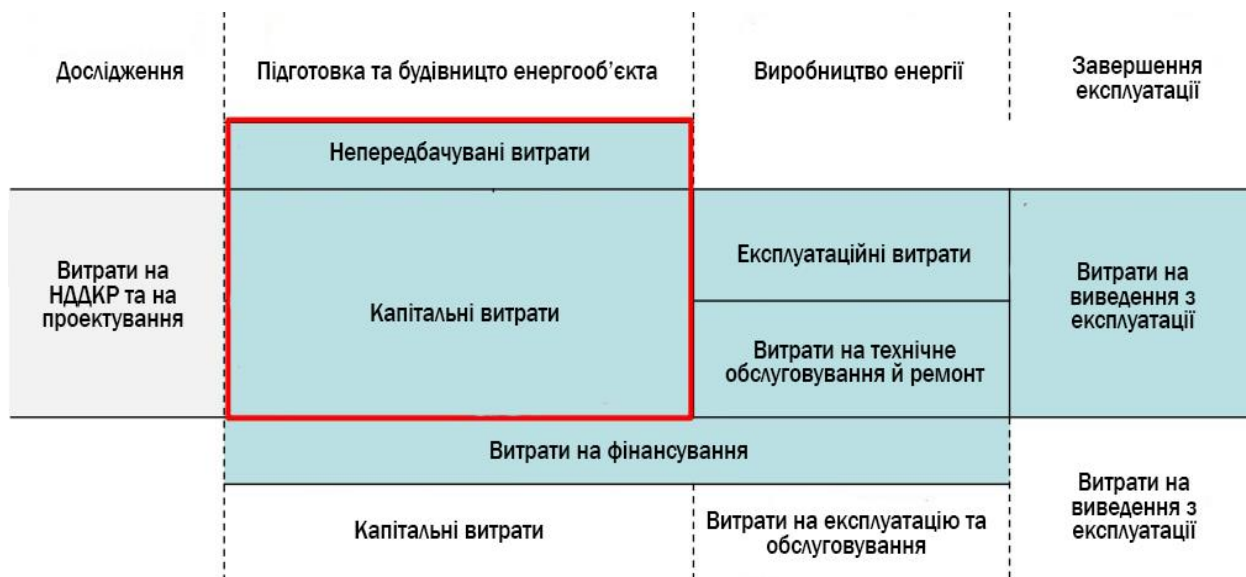 Дослідження
Підготовка та будівницто енергооб’єкта
Виробництво енергії
Завершення
експлуатації
Непередбачувані витрати
Витрати на
НДДКР та на
проектування
Капітальні витрати
Експлуатаційні витрати
Витрати на технічне
обслуговування й ремонт
Витрати на
виведення з
експлуатації
Витрати на фінансування
Капітальні витрати
Витрати на експлуатацію та
обслуговування
Витрати на
виведення з
експлуатації